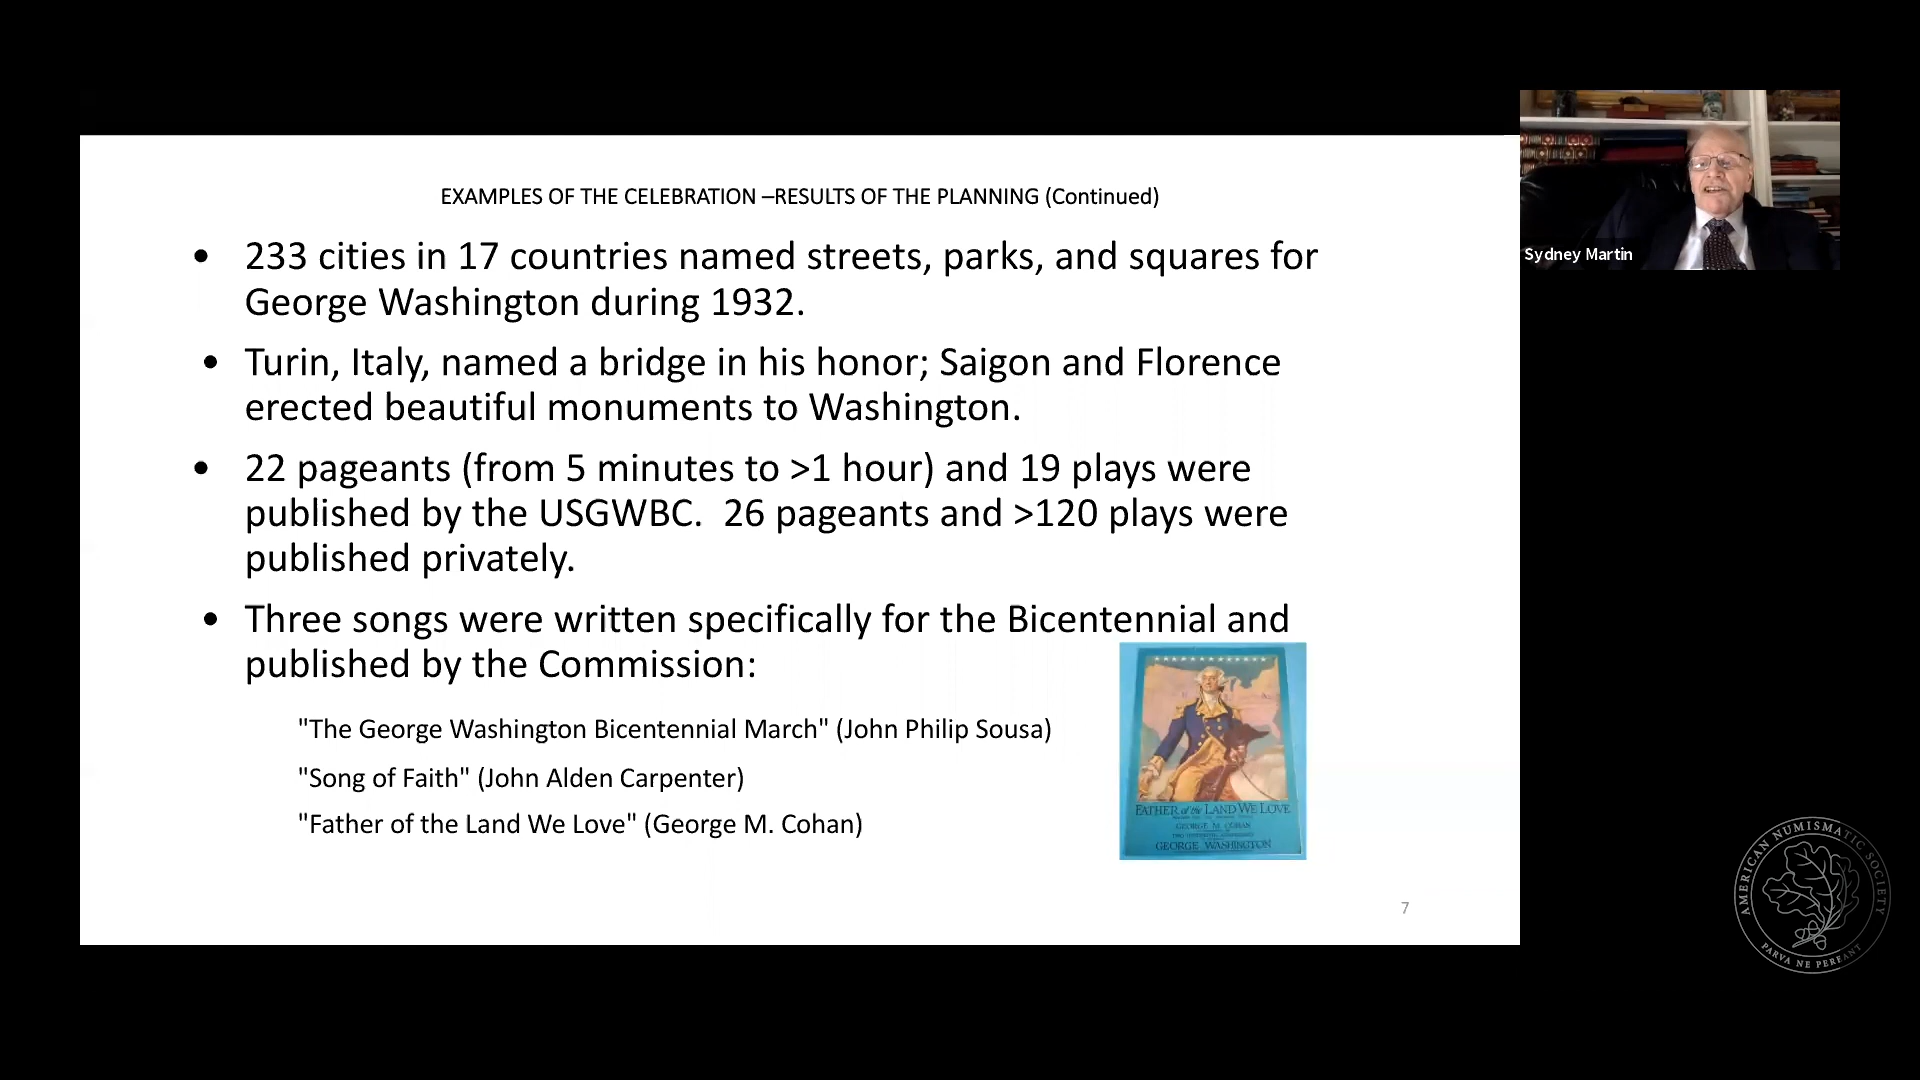 EXAMPLES OF THE CELEBRATION –RESULTS OF THE PLANNING (Continued)
• 233 cities in 17 countries named streets, parks, and squares for
George Washington during 1932.
• Turin, Italy, named a bridge in his honor; Saigon and Florence
erected beautiful monuments to Washington.
• 22 pageants (from 5 minutes to >1 hour) and 19 plays were
published by the USGWBC.  26 pageants and >120 plays were
published privately.
• Three songs were written specifically for the Bicentennial and
published by the Commission:
"The George Washington Bicentennial March" (John Philip Sousa)
"Song of Faith" (John Alden Carpenter)
"Father of the Land We Love" (George M. Cohan)
FATHER of the LAND WE LOVE
GEORGE M. COHAN
GEORGE WASHINGTON
7
Sydney Martin
AMERICAN NUMISMATIC SOCIETY
PARVA NE PEREANT